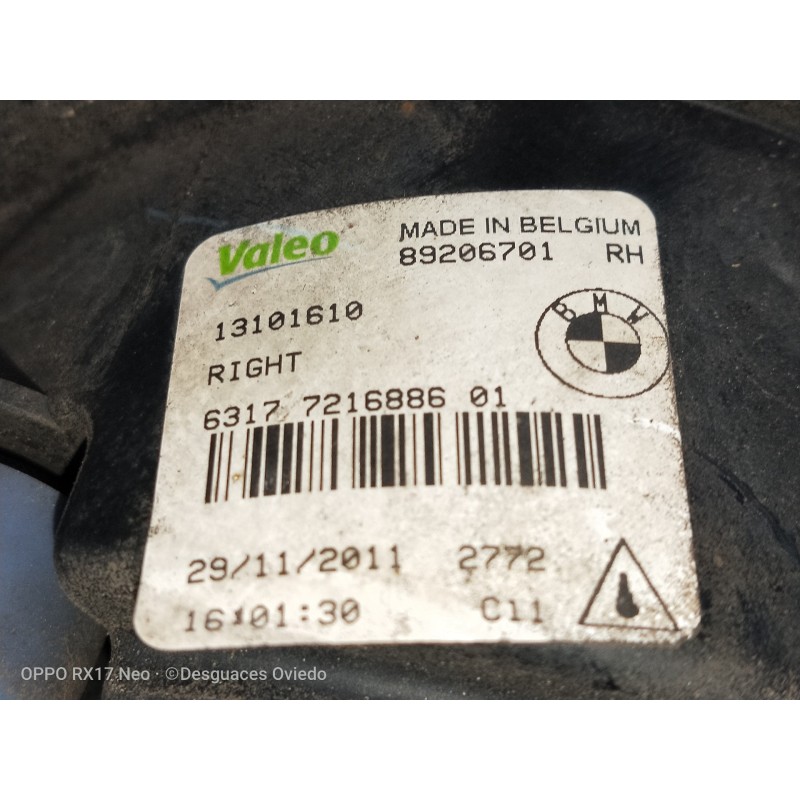 Valeo
MADE IN BELGIUM
89206701 RH
13101610
BMW
RIGHT
6317 7216886 01
29/11/2011 2772
16:01:30 C11
OPPO RX17 Neo · ©Desguaces Oviedo